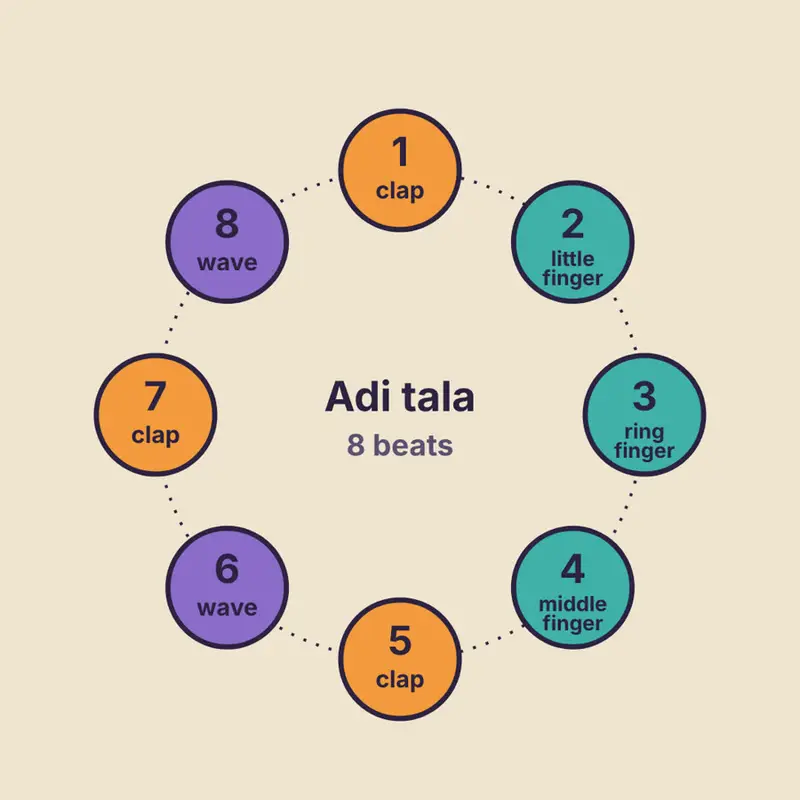 Adi tala
8 beats
1
clap
2
little
finger
3
ring
finger
4
middle
finger
5
clap
6
wave
7
clap
8
wave